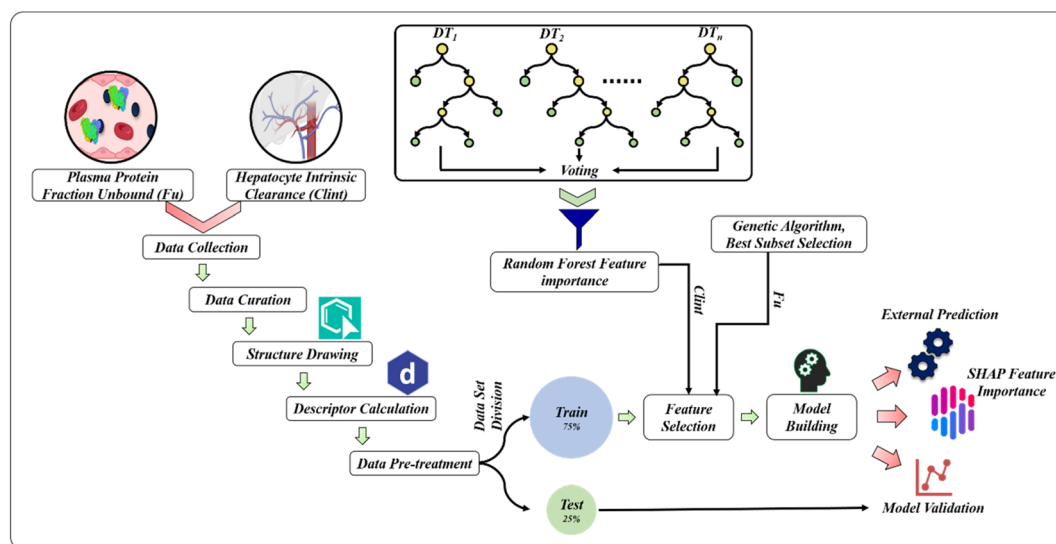 DT1
DT2
DTn
......
Voting
Plasma Protein
Fraction Unbound (Fu)
Hepatocyte Intrinsic
Clearance (Clint)
Data Collection
Data Curation
Structure Drawing
d
Descriptor Calculation
Data Pre-treatment
Data Set
Division
Random Forest Feature
importance
Genetic Algorithm,
Best Subset Selection
Clint
Fu
Train
75%
Test
25%
Feature
Selection
Model
Building
External Prediction
SHAP Feature
Importance
Model Validation